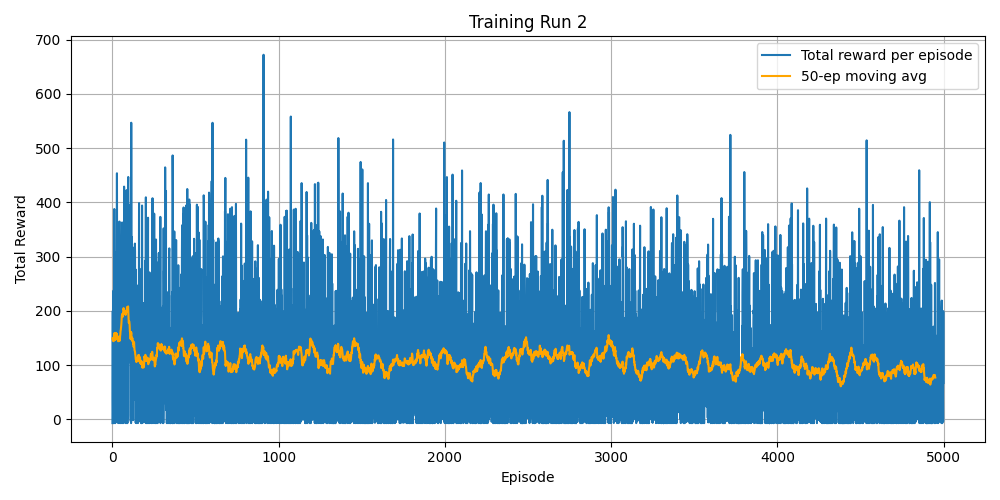 Training Run 2
Total reward per episode
50-ep moving avg
Total Reward
700
600
500
400
300
200
100
0
0 1000 2000 3000 4000 5000
Episode